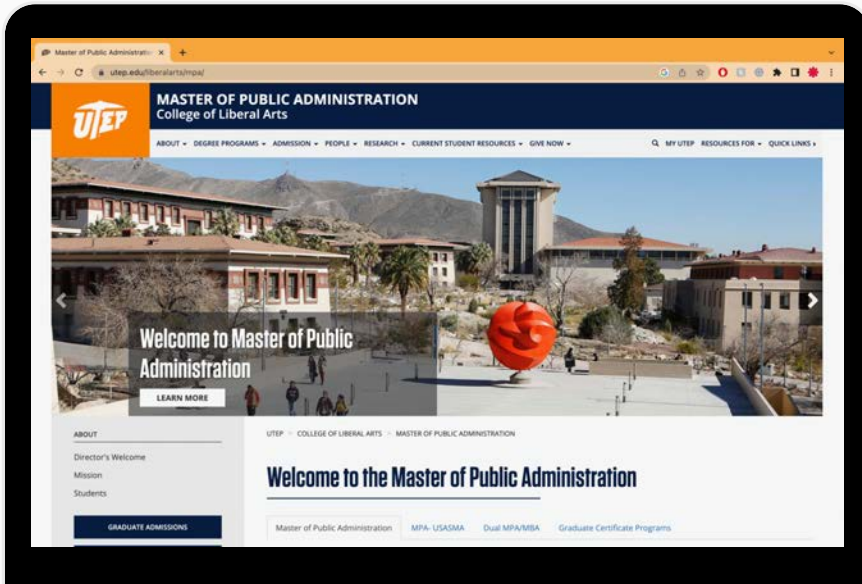 Master of Public Administratio
utep.edu/liberalarts/mpa/
UTEP
MASTER OF PUBLIC ADMINISTRATION
College of Liberal Arts
ABOUT DEGREE PROGRAMS ADMISSION PEOPLE RESEARCH CURRENT STUDENT RESOURCES GIVE NOW MY UTEP RESOURCES FOR QUICK LINKS
Welcome to Master of Public
Administration
LEARN MORE
ABOUT
Director's Welcome
Mission
Students
GRADUATE ADMISSIONS
UTEP > COLLEGE OF LIBERAL ARTS > MASTER OF PUBLIC ADMINISTRATION
Welcome to the Master of Public Administration
Master of Public Administration MPA- USASMA Dual MPA/MBA Graduate Certificate Programs